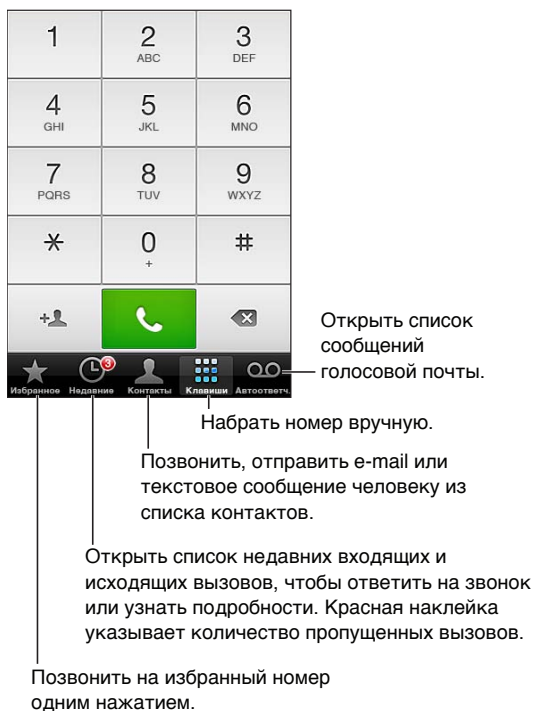 1 2 3
ABC DEF
4 5 6
GHI JKL MNO
7 8 9
PQRS TUV WXYZ
* 0 #
+
+
3
Избранное Недавние Контакты Клавиши Автоответч.
Открыть список
сообщений
голосовой почты.
Набрать номер вручную.
Позвонить, отправить e-mail или
текстовое сообщение человеку из
списка контактов.
Открыть список недавних входящих и
исходящих вызовов, чтобы ответить на звонок
или узнать подробности. Красная наклейка
указывает количество пропущенных вызовов.
Позвонить на избранный номер
одним нажатием.